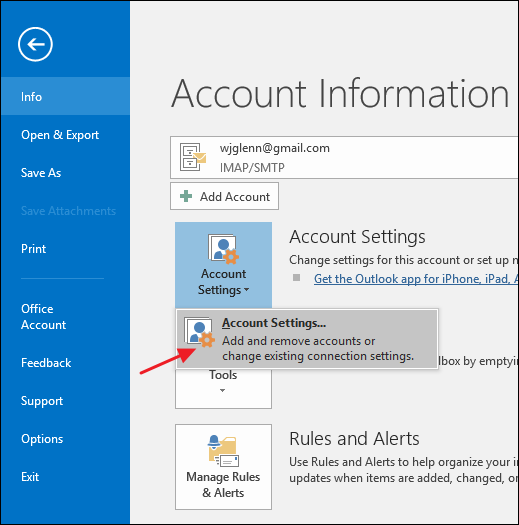 Info
Open & Export
Save As
Save Attachments
Print
Office
Account
Feedback
Support
Options
Exit
Account Information
wjglenn@gmail.com
IMAP/SMTP
Add Account
Account
Settings
Account Settings
Change settings for this account or set up
Get the Outlook app for iPhone, iPad,
Account Settings...
Add and remove accounts or
change existing connection settings.
by emptying
Tools
Manage Rules
& Alerts
Rules and Alerts
Use Rules and Alerts to help organize your
updates when items are added, changed,